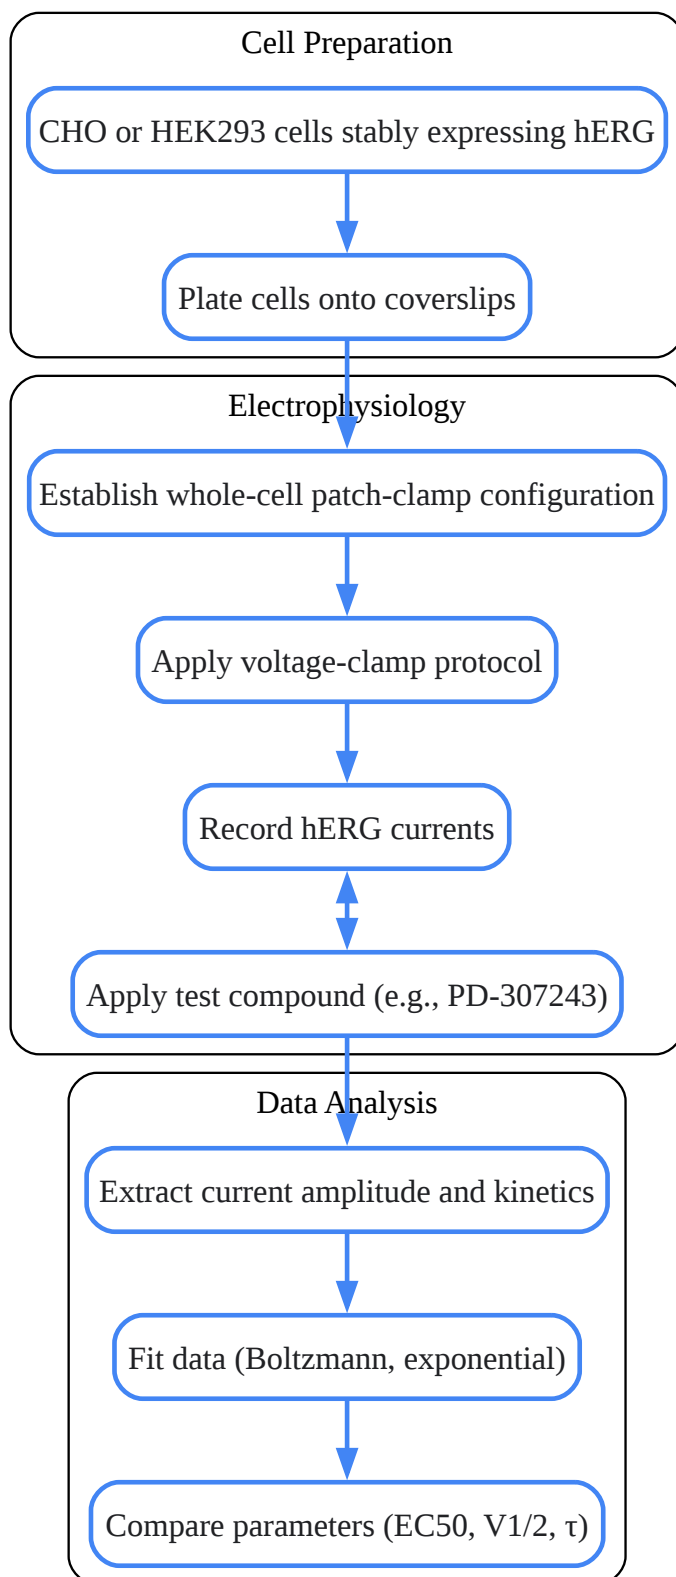 Cell Preparation
CHO or HEK293 cells stably expressing hERG
Plate cells onto coverslips
Electrophysiology
Establish whole-cell patch-clamp configuration
Apply voltage-clamp protocol
Record hERG currents
Apply test compound (e.g., PD-307243)
Data Analysis
Extract current amplitude and kinetics
Fit data (Boltzmann, exponential)
Compare parameters (EC50, V1/2, τ)